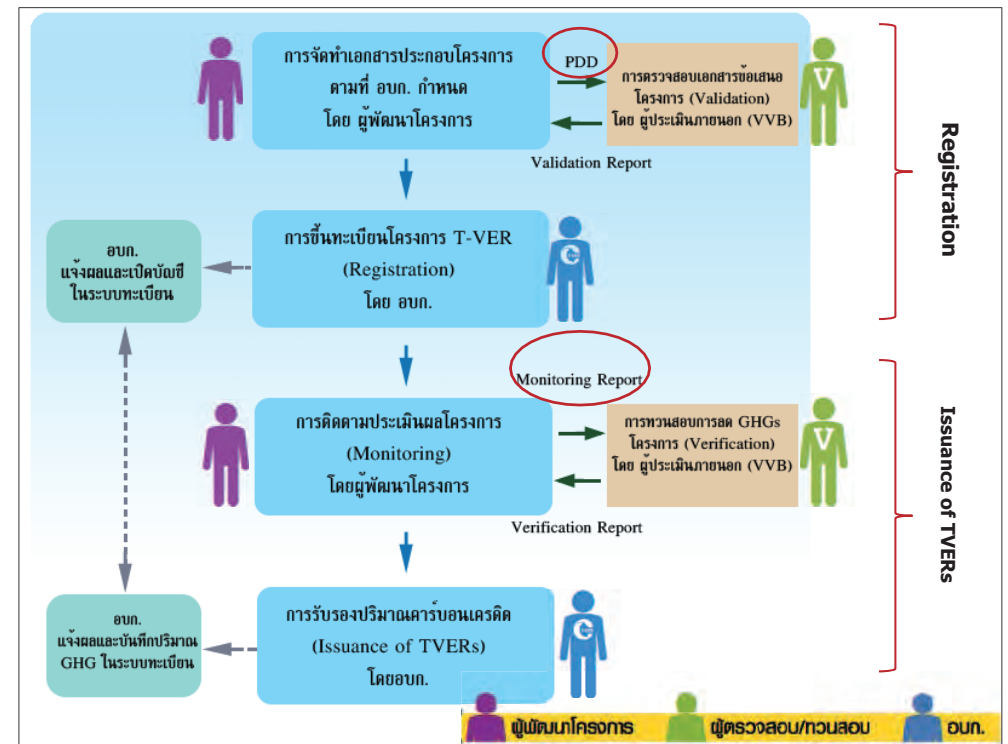 การจัดทำเอกสารประกอบโครงการ
ตามที่ อบก. กำหนด
โดย ผู้พัฒนาโครงการ
PDD
การตรวจสอบเอกสารข้อเสนอ
โครงการ (Validation)
โดย ผู้ประเมินภายนอก (VVB)
V
Validation Report
Registration
การขึ้นทะเบียนโครงการ T-VER
(Registration)
โดย อบก.
อบก.
แจ้งผลและเปิดบัญชี
ในระบบทะเบียน
Monitoring Report
การติดตามประเมินผลโครงการ
(Monitoring)
โดยผู้พัฒนาโครงการ
การทวนสอบการลด GHGs
โครงการ (Verification)
โดย ผู้ประเมินภายนอก (VVB)
V
Verification Report
Issuance of TVERs
การรับรองปริมาณคาร์บอนเครดิต
(Issuance of TVERs)
โดยอบก.
อบก.
แจ้งผลและบันทึกปริมาณ
GHG ในระบบทะเบียน
ผู้พัฒนาโครงการ
ผู้ตรวจสอบ/ทวนสอบ
อบก.